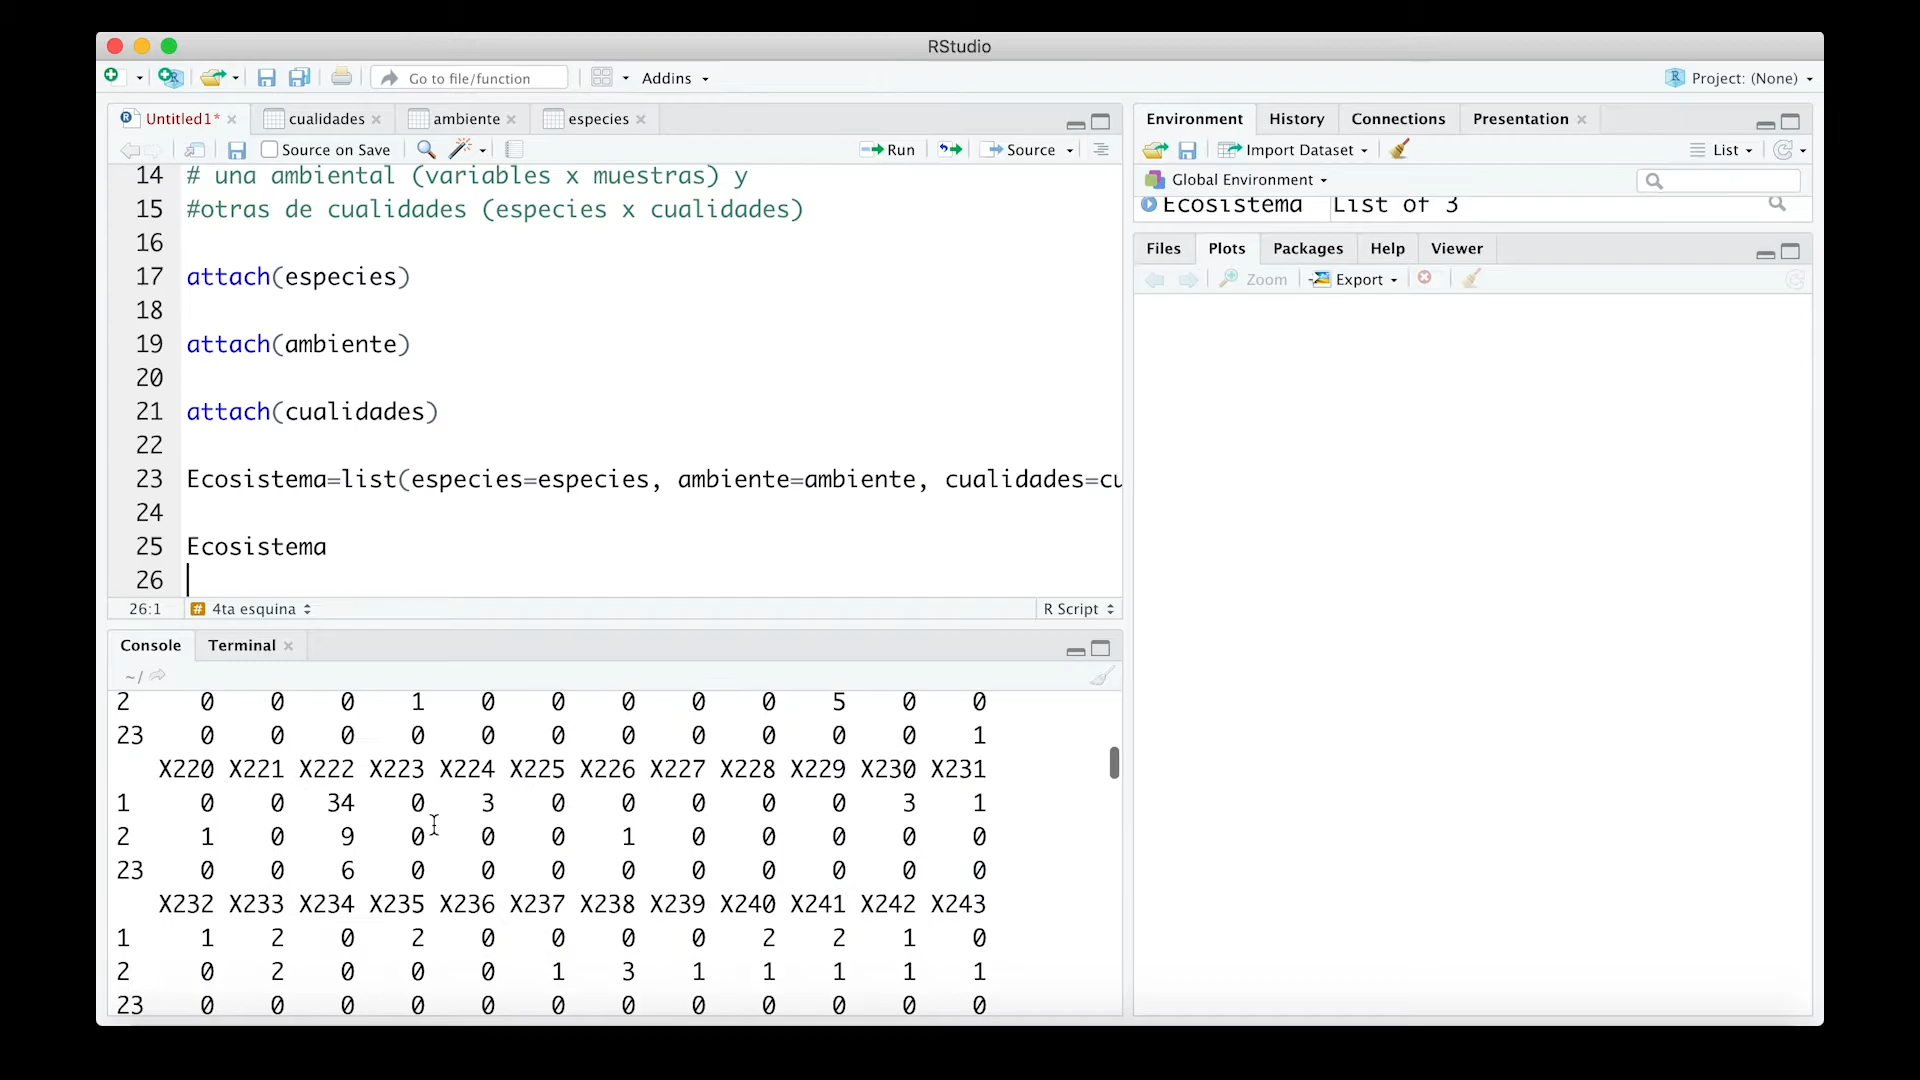 RStudio
Go to file/function
Addins
Project: (None)
Untitled1*
cualidades
ambiente
especies
Source on Save
Run
Source
14 # una ambiental (variables x muestras) y
15 #otras de cualidades (especies x cualidades)
16
17 attach(especies)
18
19 attach(ambiente)
20
21 attach(cualidades)
22
23 Ecosistema=list(especies=especies, ambiente=ambiente, cualidades=cu
24
25 Ecosistema
26
26:1 # 4ta esquina
R Script
Console
Terminal
~/
2 0 0 0 1 0 0 0 0 0 5 0 0
23 0 0 0 0 0 0 0 0 0 0 0 1
X220 X221 X222 X223 X224 X225 X226 X227 X228 X229 X230 X231
1 0 0 34 0 3 0 0 0 0 0 3 1
2 1 0 9 0 0 0 1 0 0 0 0 0
23 0 0 6 0 0 0 0 0 0 0 0 0
X232 X233 X234 X235 X236 X237 X238 X239 X240 X241 X242 X243
1 1 2 0 2 0 0 0 0 2 2 1 0
2 0 2 0 0 0 1 3 1 1 1 1 1
23 0 0 0 0 0 0 0 0 0 0 0 0
Environment
History
Connections
Presentation
Import Dataset
List
Global Environment
Ecosistema List of 3
Files
Plots
Packages
Help
Viewer
Zoom
Export